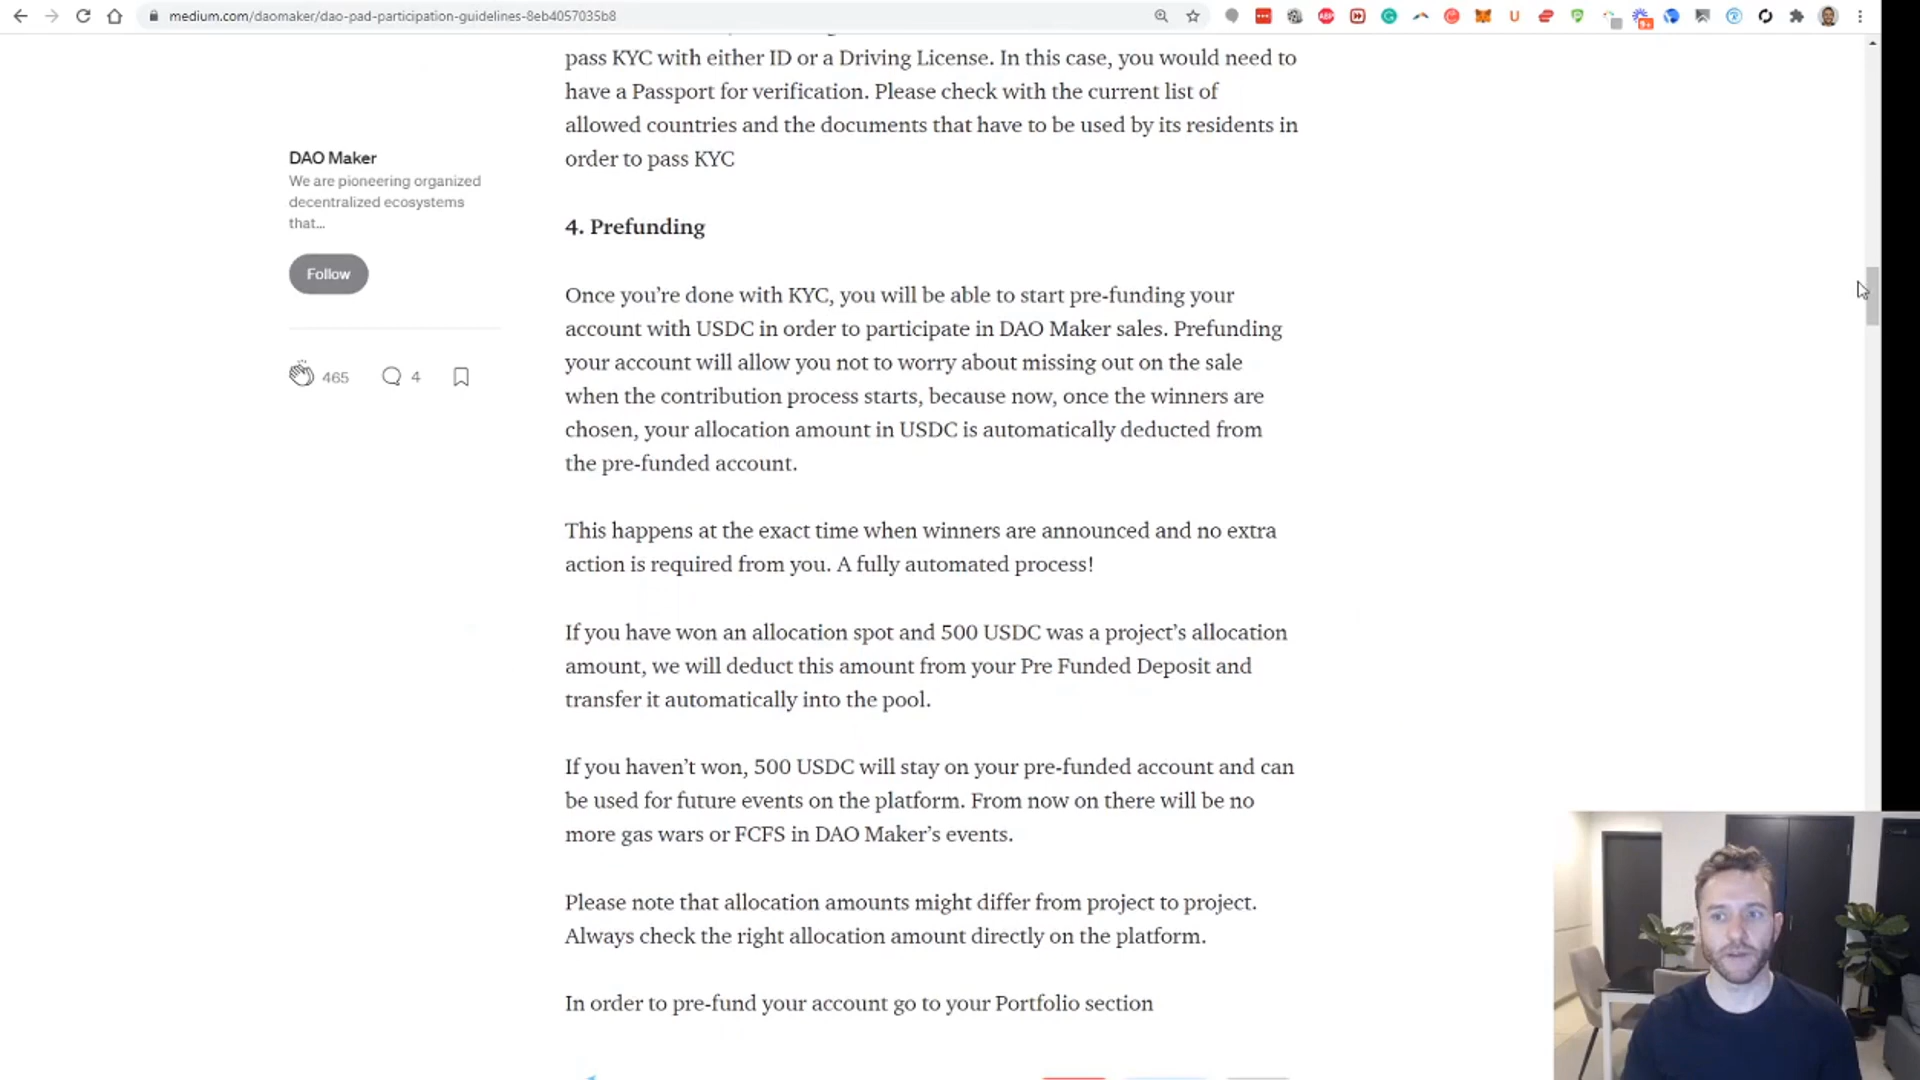 medium.com/daomaker/dao-pad-participation-guidelines-8eb4057035b8
9+
pass KYC with either ID or a Driving License. In this case, you would need to
have a Passport for verification. Please check with the current list of
allowed countries and the documents that have to be used by its residents in
order to pass KYC
DAO Maker
We are pioneering organized
decentralized ecosystems
that...
Follow
465
4
4. Prefunding
Once you’re done with KYC, you will be able to start pre-funding your
account with USDC in order to participate in DAO Maker sales. Prefunding
your account will allow you not to worry about missing out on the sale
when the contribution process starts, because now, once the winners are
chosen, your allocation amount in USDC is automatically deducted from
the pre-funded account.
This happens at the exact time when winners are announced and no extra
action is required from you. A fully automated process!
If you have won an allocation spot and 500 USDC was a project’s allocation
amount, we will deduct this amount from your Pre Funded Deposit and
transfer it automatically into the pool.
If you haven’t won, 500 USDC will stay on your pre-funded account and can
be used for future events on the platform. From now on there will be no
more gas wars or FCFS in DAO Maker’s events.
Please note that allocation amounts might differ from project to project.
Always check the right allocation amount directly on the platform.
In order to pre-fund your account go to your Portfolio section